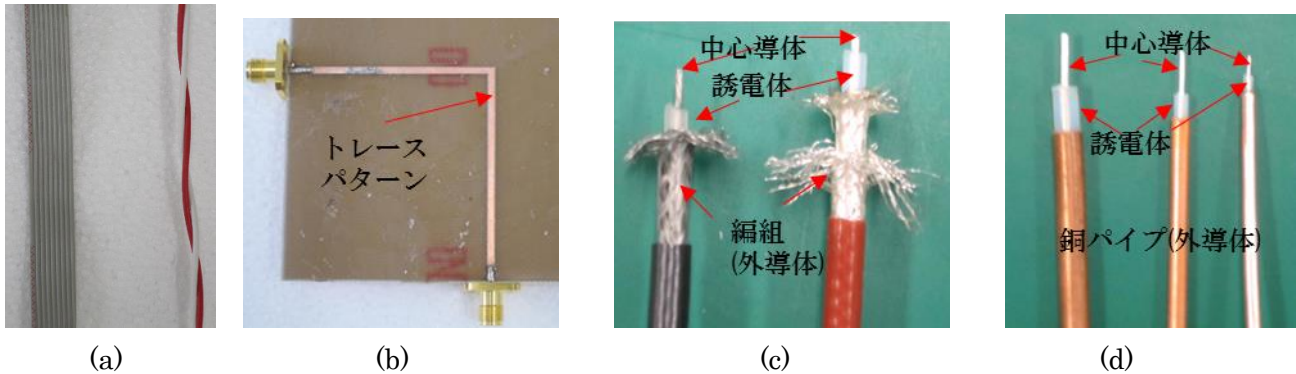 トレース
パターン
中心導体
誘電体
編組
(外導体)
中心導体
誘電体
銅パイプ(外導体)
(a)
(b)
(c)
(d)